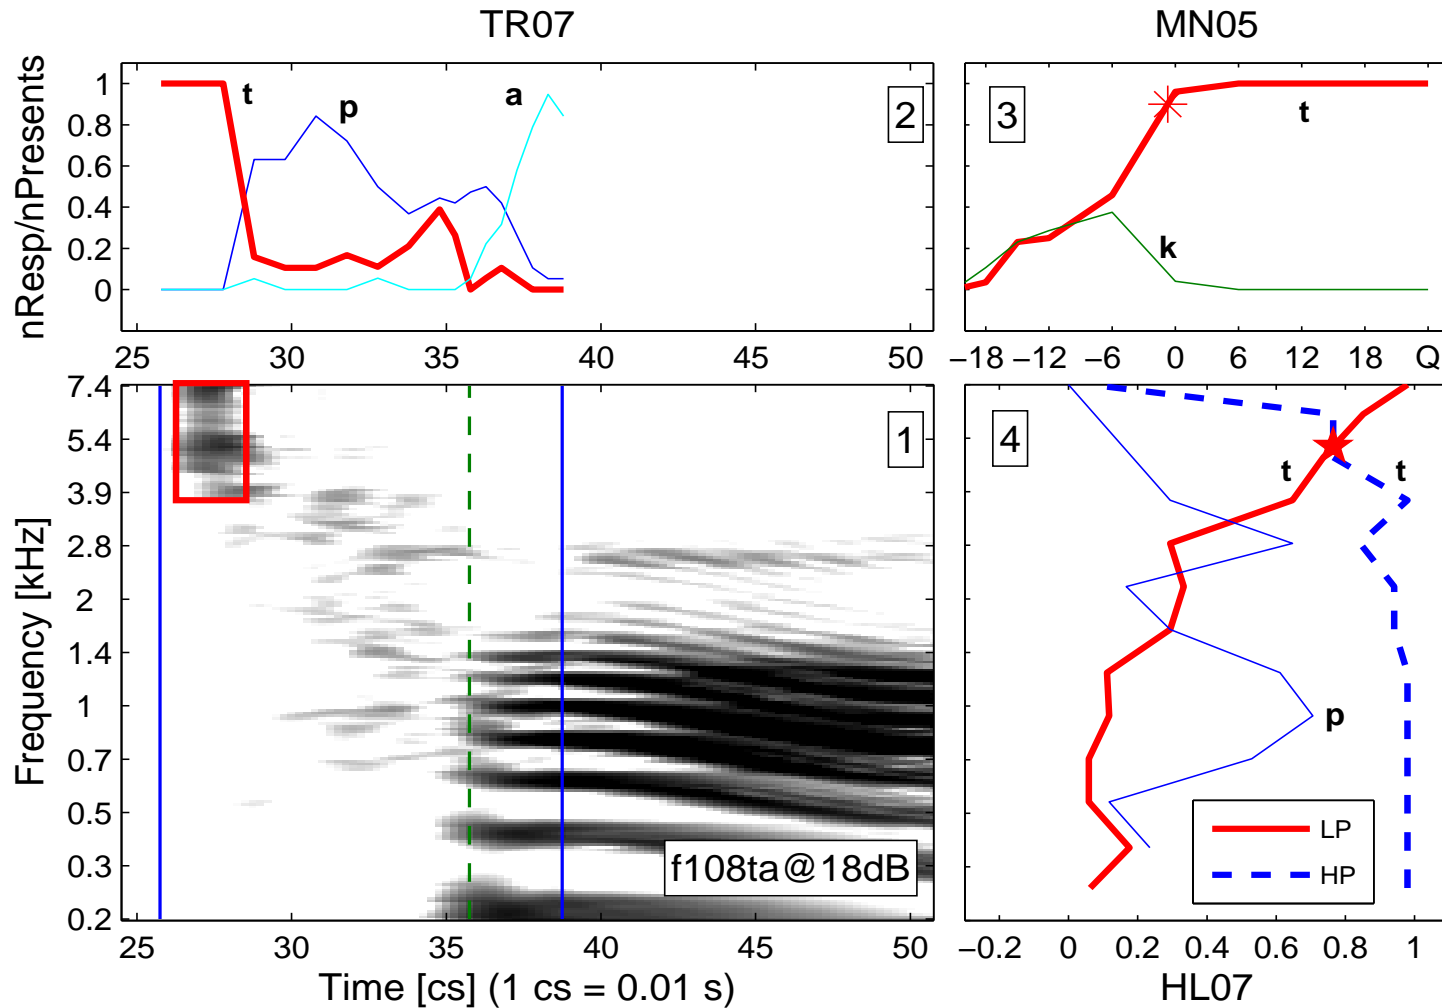 TR07
MN05
nResp/nPresents
1
0.8
0.6
0.4
0.2
0
t
p
a
2
25
30
35
40
45
50
3
t
k
−18
−12
−6
0
6
12
18
Q
Frequency [kHz]
7.4
5.4
3.9
2.8
2
1.4
1
0.7
0.5
0.3
0.2
1
f108ta@18dB
25
30
35
40
45
50
Time [cs] (1 cs = 0.01 s)
4
t
t
p
LP
HP
−0.2
0
0.2
0.4
0.6
0.8
1
HL07